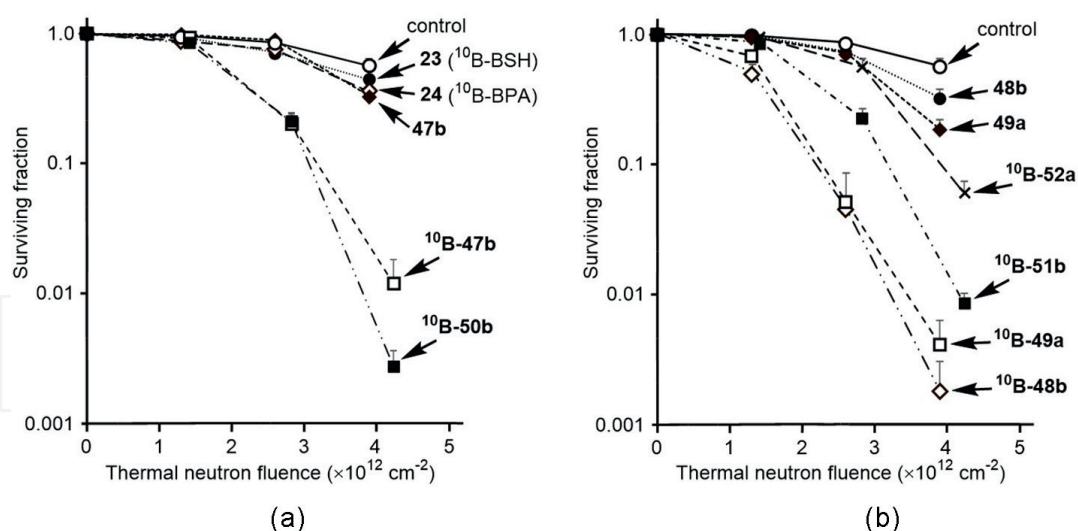 1.0
0.1
0.01
0.001
Surviving fraction
0 1 2 3 4 5
Thermal neutron fluence (×10¹² cm⁻²)
control
23 (¹⁰B-BSH)
24 (¹⁰B-BPA)
47b
¹⁰B-47b
¹⁰B-50b
(a)
1.0
0.1
0.01
0.001
Surviving fraction
0 1 2 3 4 5
Thermal neutron fluence (×10¹² cm⁻²)
control
48b
49a
¹⁰B-52a
¹⁰B-51b
¹⁰B-49a
¹⁰B-48b
(b)